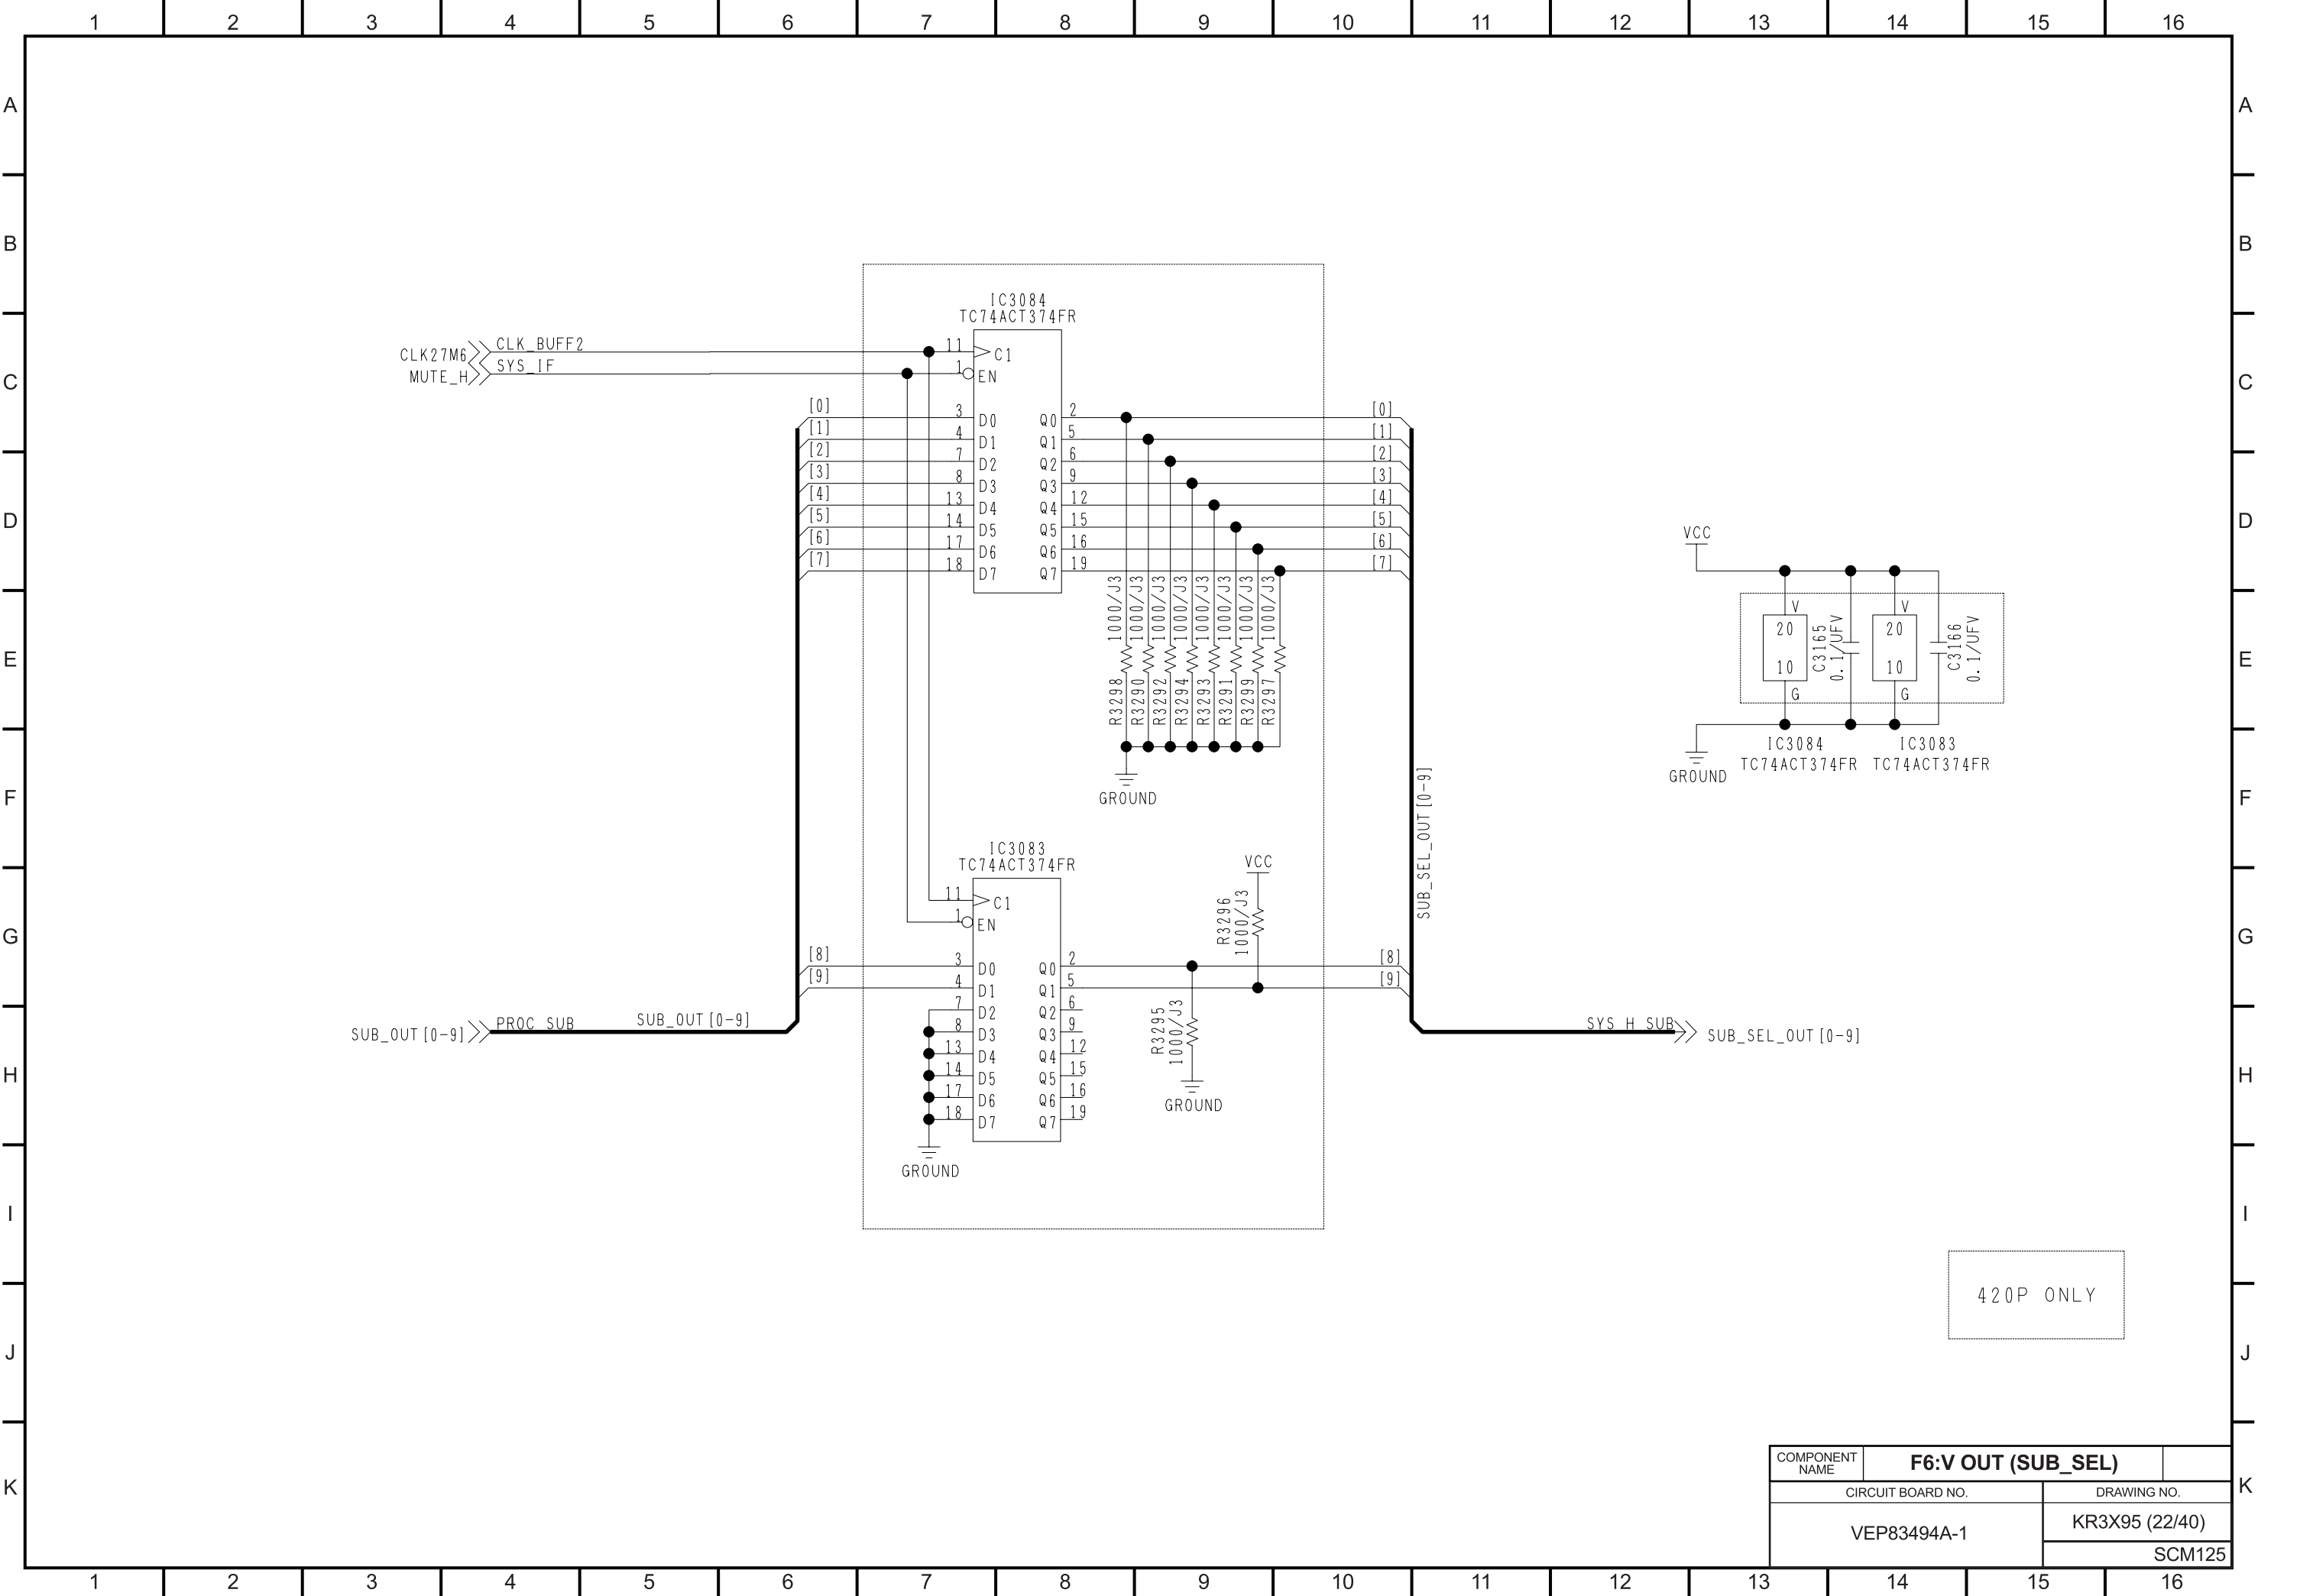 1 2 3 4 5 6 7 8 9 10 11 12 13 14 15 16
A A
B B
C C
D D
E E
F F
G G
H H
I I
J J
K K
IC3084
TC74ACT374FR
CLK27M6 CLK_BUFF2
MUTE_H SYS_IF
11 C1
1 EN
[0] 3 D0 Q0 2 [0]
[1] 4 D1 Q1 5 [1]
[2] 7 D2 Q2 6 [2]
[3] 8 D3 Q3 9 [3]
[4] 13 D4 Q4 12 [4]
[5] 14 D5 Q5 15 [5]
[6] 17 D6 Q6 16 [6]
[7] 18 D7 Q7 19 [7]
R3298 1000/J3
R3290 1000/J3
R3292 1000/J3
R3294 1000/J3
R3293 1000/J3
R3291 1000/J3
R3299 1000/J3
R3297 1000/J3
GROUND
VCC
V V
20 20
10 10
G G
C3165
0.1/UFV
C3166
0.1/UFV
IC3084 IC3083
TC74ACT374FR TC74ACT374FR
GROUND
SUB_SEL_OUT[0-9]
IC3083
TC74ACT374FR
11 C1
1 EN
VCC
R3296
1000/J3
[8] 3 D0 Q0 2 [8]
[9] 4 D1 Q1 5 [9]
7 D2 Q2 6
8 D3 Q3 9
13 D4 Q4 12
14 D5 Q5 15
17 D6 Q6 16
18 D7 Q7 19
R3295
1000/J3
GROUND
GROUND
SUB_OUT[0-9] PROC_SUB SUB_OUT[0-9]
SYS_H_SUB SUB_SEL_OUT[0-9]
420P ONLY
COMPONENT
NAME
F6:V OUT (SUB_SEL)
CIRCUIT BOARD NO.
DRAWING NO.
VEP83494A-1
KR3X95 (22/40)
SCM125
1 2 3 4 5 6 7 8 9 10 11 12 13 14 15 16